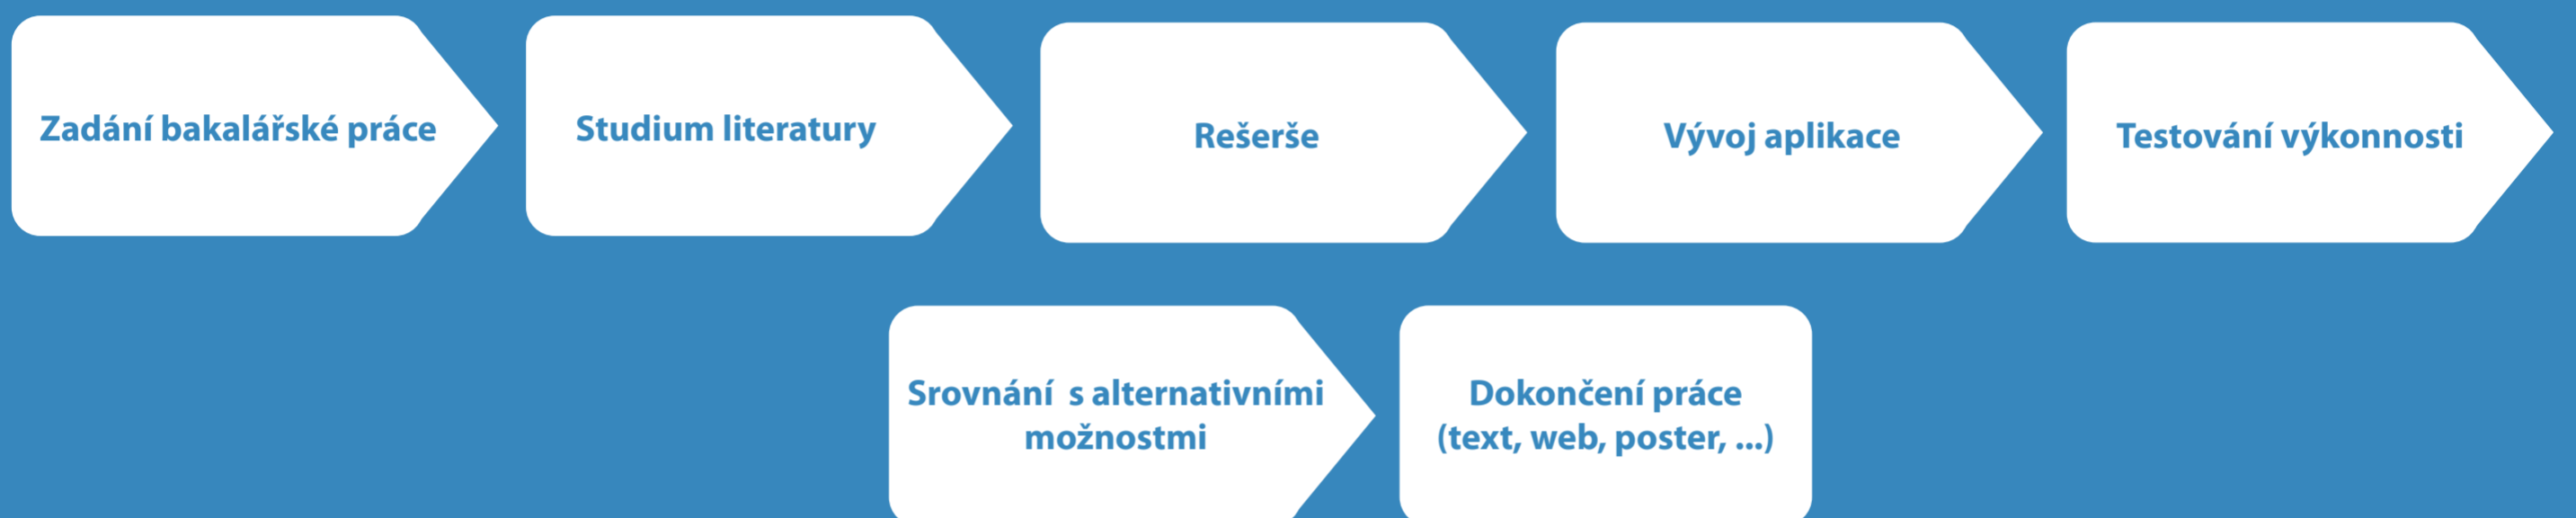 Zadání bakalářské práce
Studium literatury
Rešerše
Vývoj aplikace
Testování výkonnosti
Srovnání  s alternativními
možnostmi
Dokončení práce
(text, web, poster, ...)